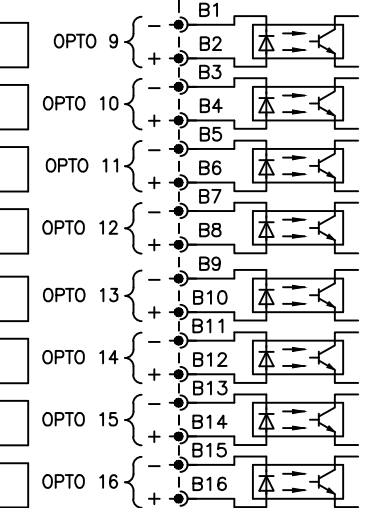 B1
OPTO 9 −
+ B2
B3
OPTO 10 −
+ B4
B5
OPTO 11 −
+ B6
B7
OPTO 12 −
+ B8
B9
OPTO 13 −
+ B10
B11
OPTO 14 −
+ B12
B13
OPTO 15 −
+ B14
B15
OPTO 16 −
+ B16